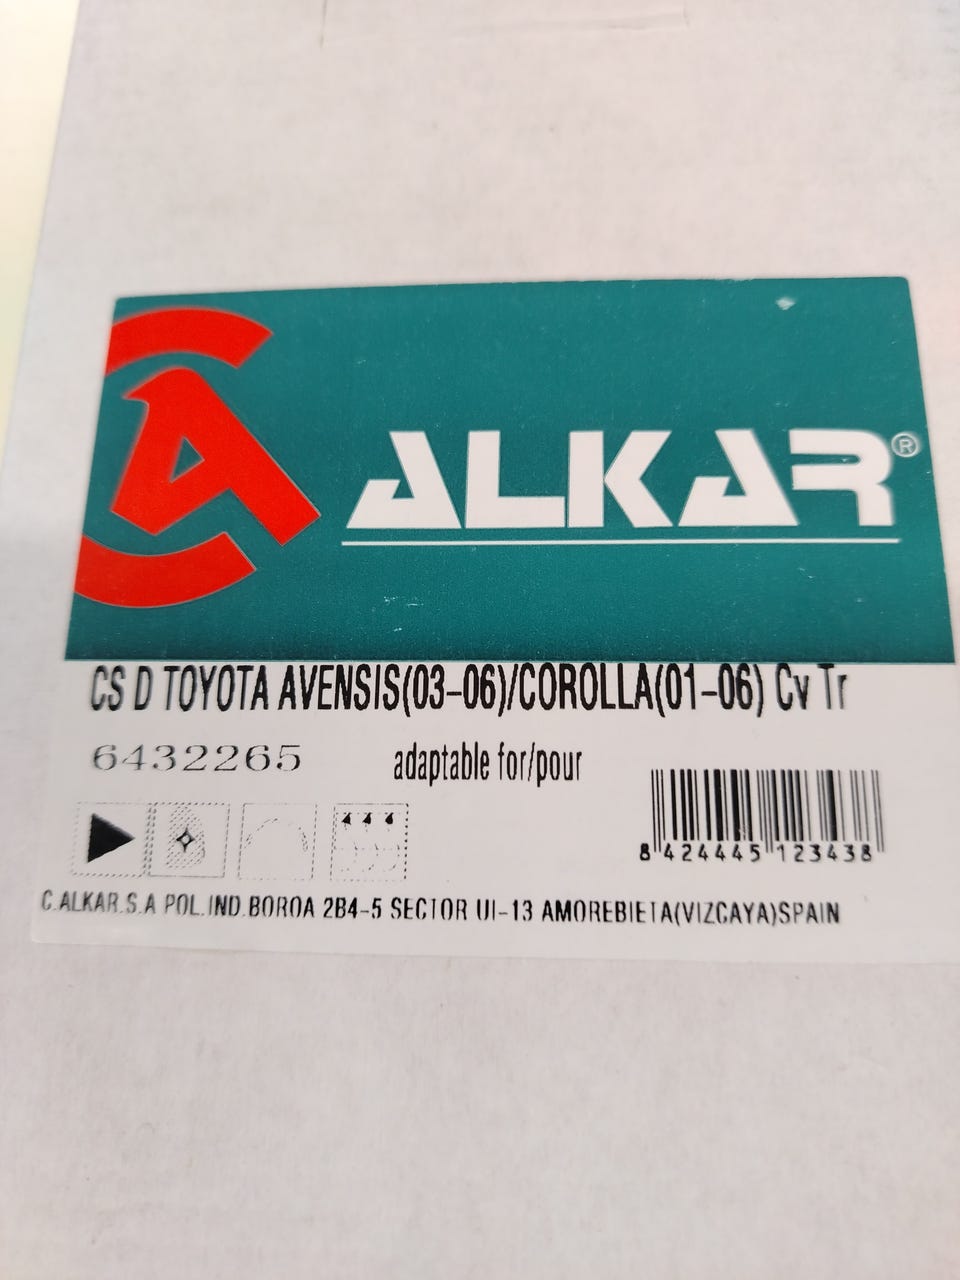 ALKAR®
CS D TOYOTA AVENSIS(03-06)/COROLLA(01-06) Cv Tr
6432265 adaptable for/pour
8 424445 123438
C.ALKAR.S.A POL.IND.BOROA 2B4-5 SECTOR UI-13 AMOREBIETA(VIZCAYA)SPAIN